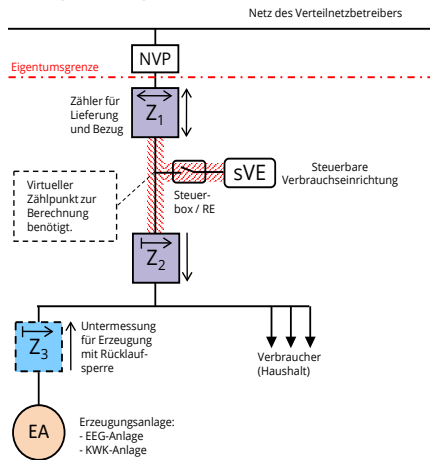 Netz des Verteilnetzbetreibers
NVP
Eigentumsgrenze
Zähler für
Lieferung
und Bezug
Z1
sVE
Steuerbare
Verbrauchseinrichtung
Steuer-
box / RE
Virtueller
Zählpunkt zur
Berechnung
benötigt.
Z2
Z3
Untermessung
für Erzeugung
mit Rücklauf-
sperre
Verbraucher
(Haushalt)
EA
Erzeugungsanlage:
- EEG-Anlage
- KWK-Anlage